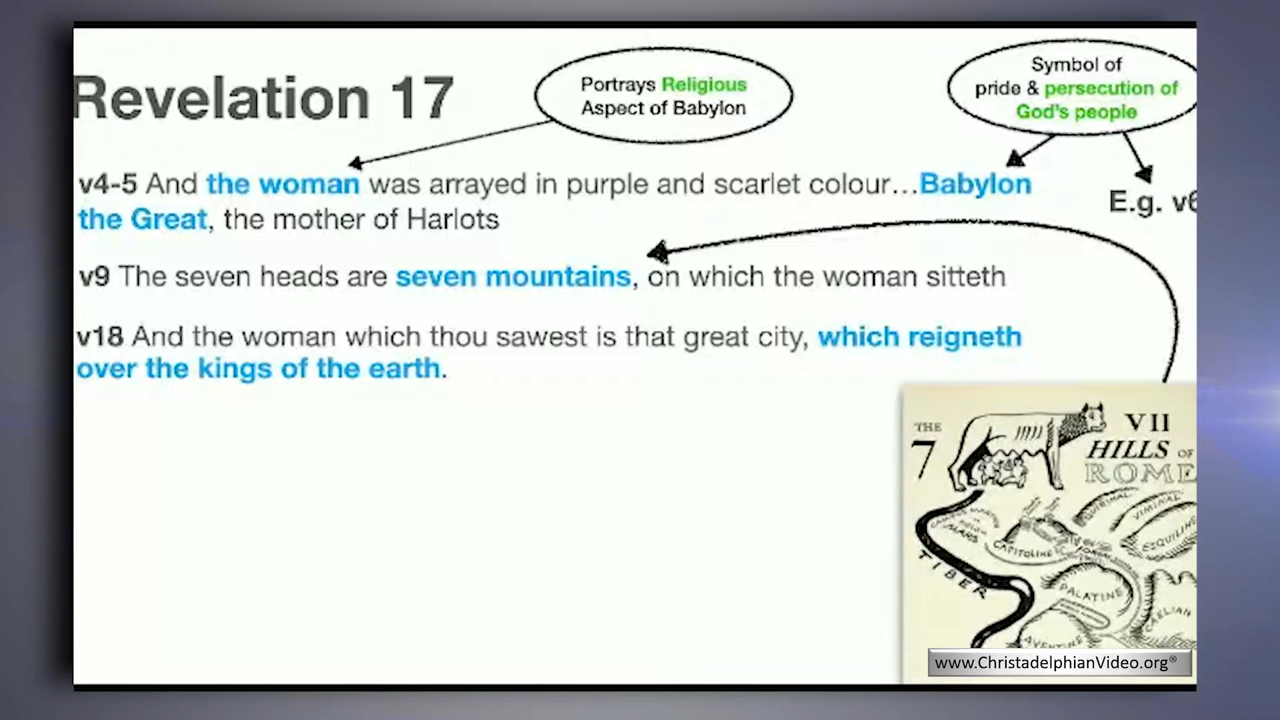 Revelation 17
Portrays Religious
Aspect of Babylon
Symbol of
pride & persecution of
God's people
v4-5 And the woman was arrayed in purple and scarlet colour...Babylon
the Great, the mother of Harlots
E.g. v6
v9 The seven heads are seven mountains, on which the woman sitteth
v18 And the woman which thou sawest is that great city, which reigneth
over the kings of the earth.
THE
7
VII
HILLS OF
ROME
QUIRINAL
VIMINAL
ESQUILINE
MARS
CAPITOLINE
TIBER
PALATINE
CAELIAN
AVENTINE
www.ChristadelphianVideo.org®